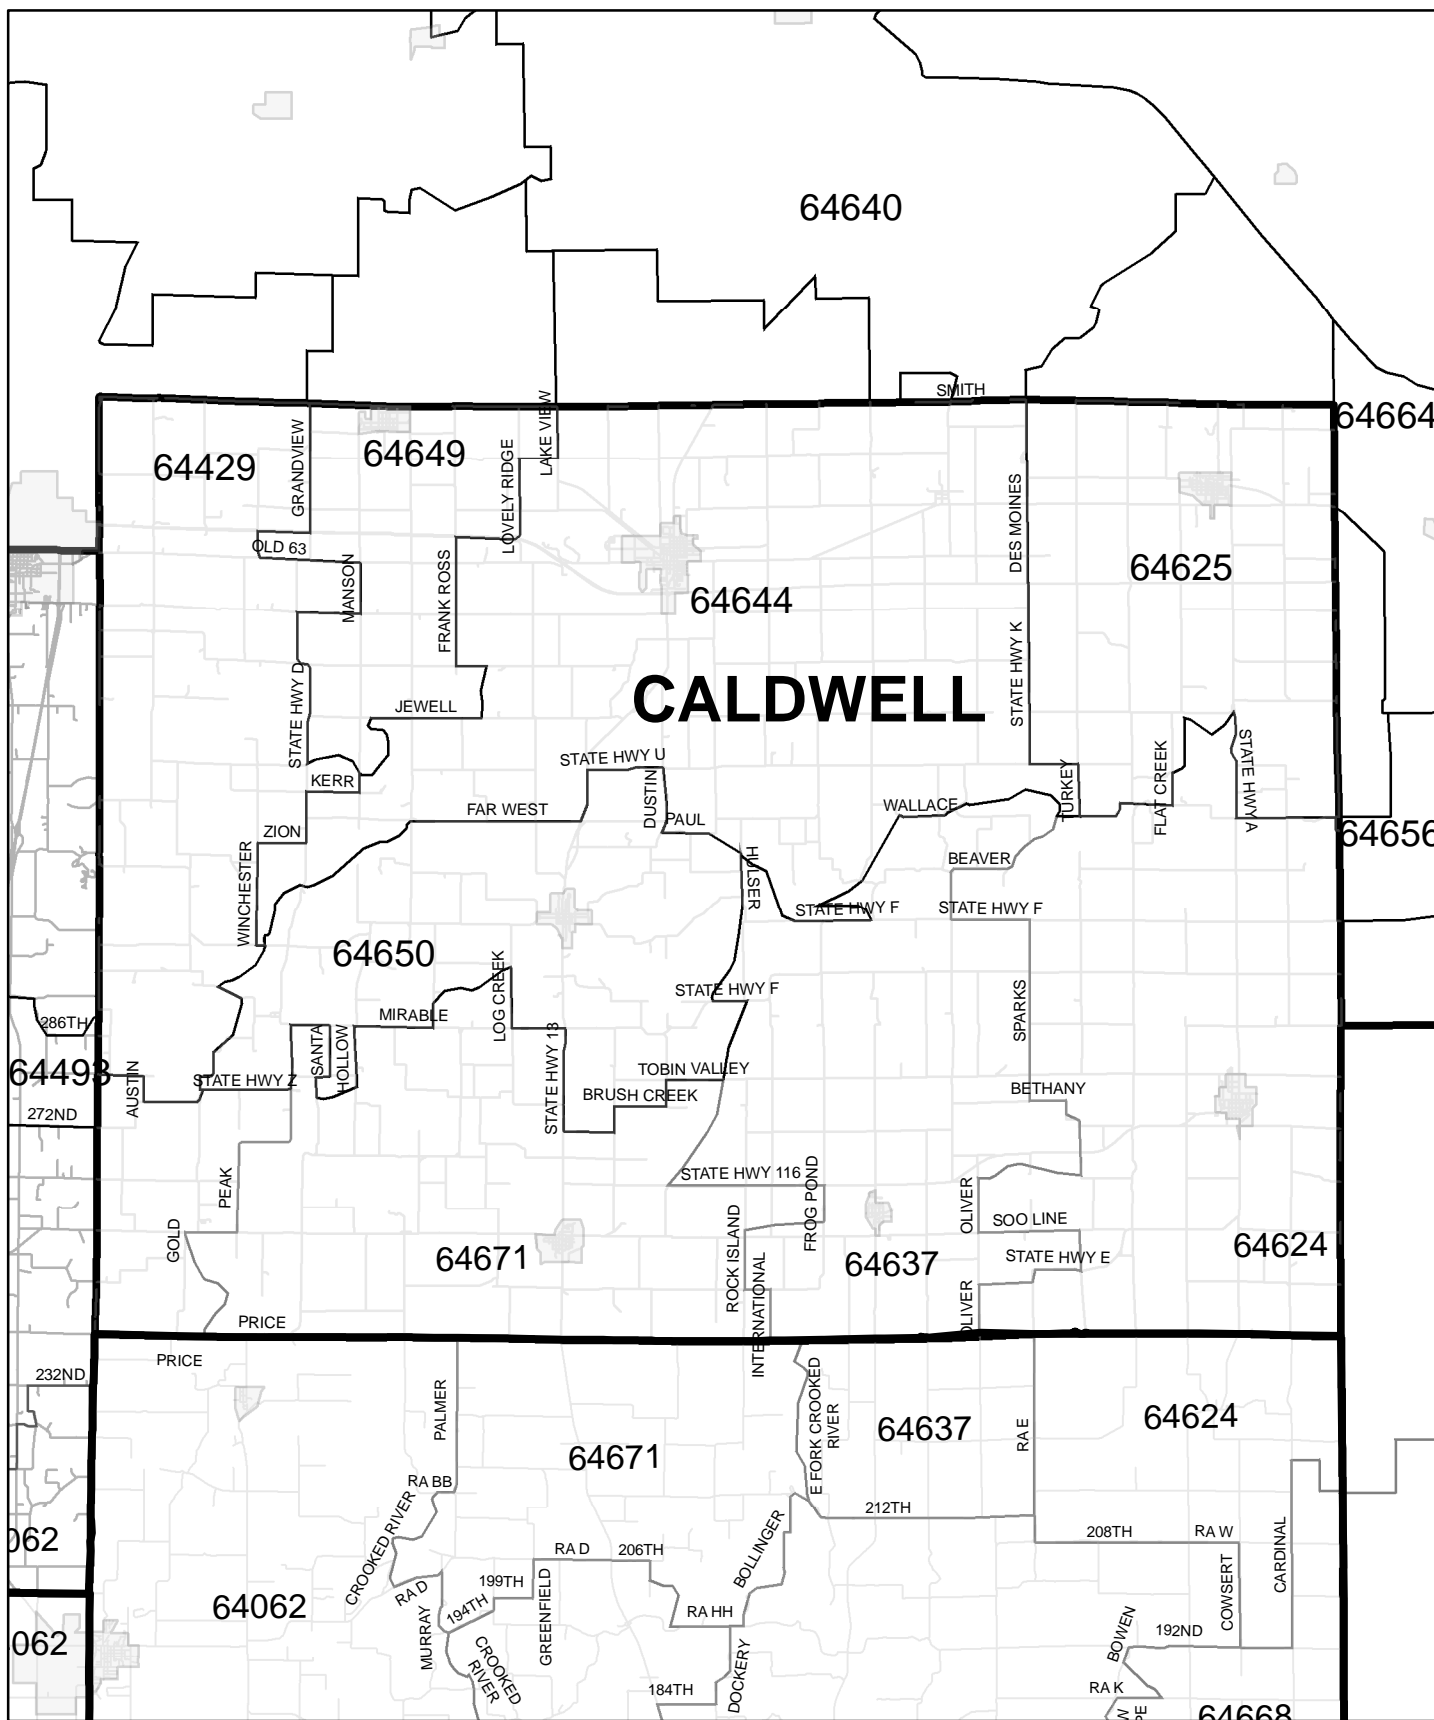 64640
SMITH
64664
64429
GRANDVIEW
64649
LOVELY RIDGE
LAKE VIEW
OLD 63
MANSON
FRANK ROSS
DES MOINES
64625
64644
STATE HWY D
STATE HWY K
CALDWELL
JEWELL
STATE HWY U
KERR
FAR WEST
DUSTIN
PAUL
WALLACE
TURKEY
FLAT CREEK
STATE HWY A
64656
ZION
WINCHESTER
HULSER
BEAVER
STATE HWY F
STATE HWY F
64650
LOG CREEK
STATE HWY F
SPARKS
286TH
MIRABLE
SANTA
HOLLOW
STATE HWY 13
64493
AUSTIN
STATE HWY Z
TOBIN VALLEY
BRUSH CREEK
BETHANY
272ND
PEAK
STATE HWY 116
FROG POND
OLIVER
SOO LINE
GOLD
64671
ROCK ISLAND
INTERNATIONAL
64637
STATE HWY E
64624
OLIVER
PRICE
PRICE
232ND
PALMER
E FORK CROOKED
RIVER
64637
RA E
64624
64671
RA BB
CROOKED RIVER
212TH
208TH
RA W
CARDINAL
062
RA D
206TH
BOLLINGER
COWSERT
64062
RA D
199TH
194TH
GREENFIELD
RA HH
MURRAY
CROOKED
RIVER
DOCKERY
BOWEN
192ND
062
184TH
RA K
W
PE
64668